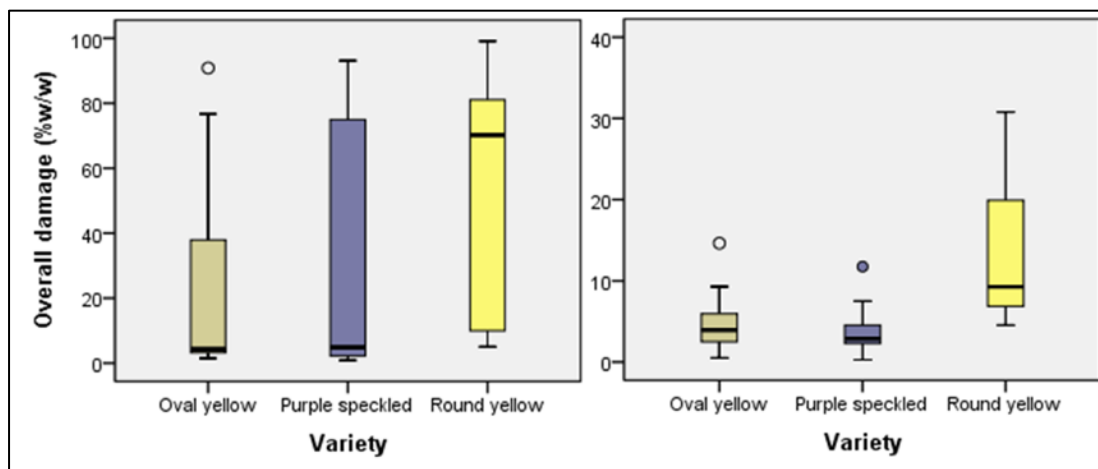 Overall damage (%w/w)
100
80
60
40
20
0
Oval yellow Purple speckled Round yellow
Variety
40
30
20
10
0
Oval yellow Purple speckled Round yellow
Variety